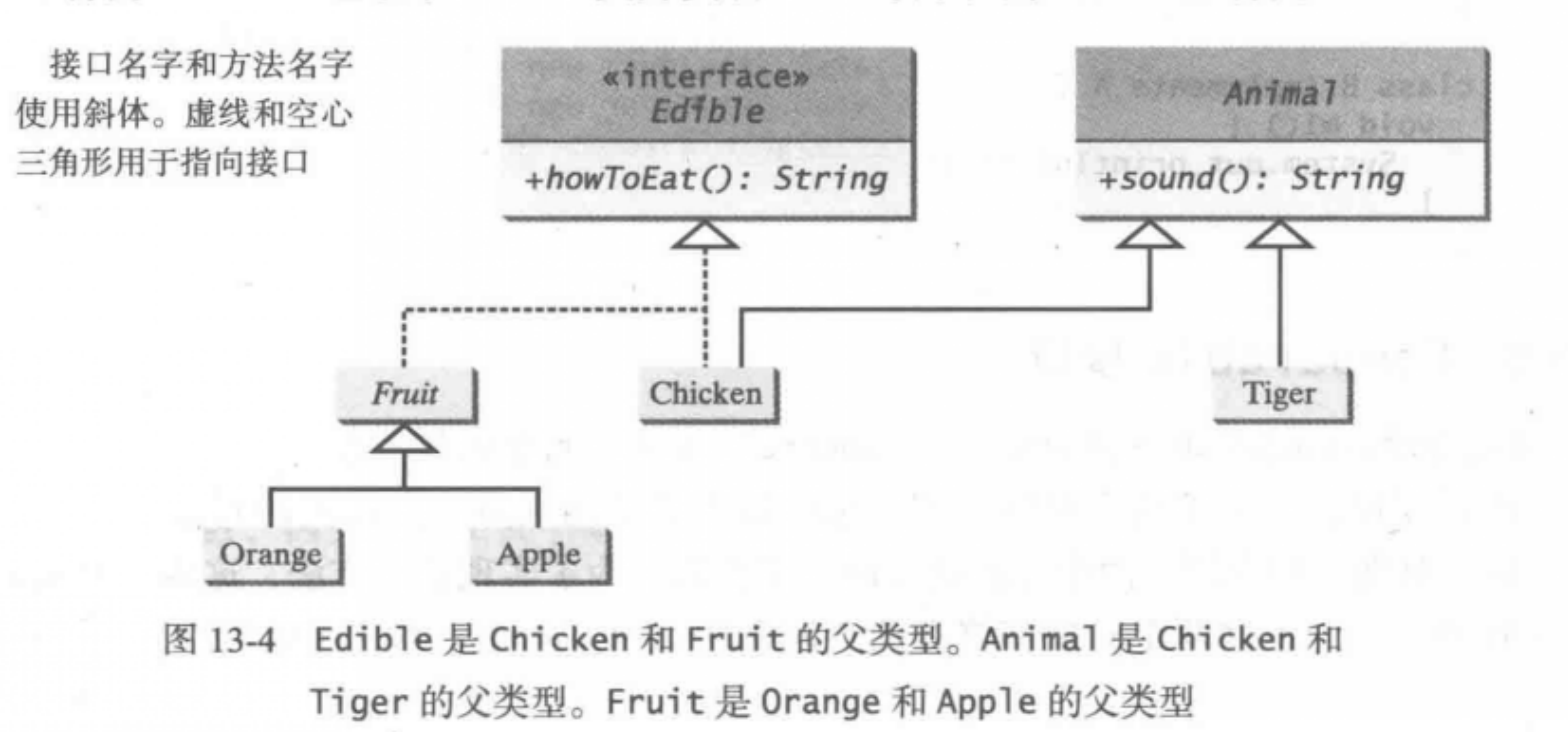 接口名字和方法名字
使用斜体。虚线和空心
三角形用于指向接口
«interface»
Edible
+howToEat(): String
Animal
+sound(): String
Fruit
Chicken
Tiger
Orange
Apple
图 13-4 Edible 是 Chicken 和 Fruit 的父类型。Animal 是 Chicken 和
Tiger 的父类型。Fruit 是 Orange 和 Apple 的父类型